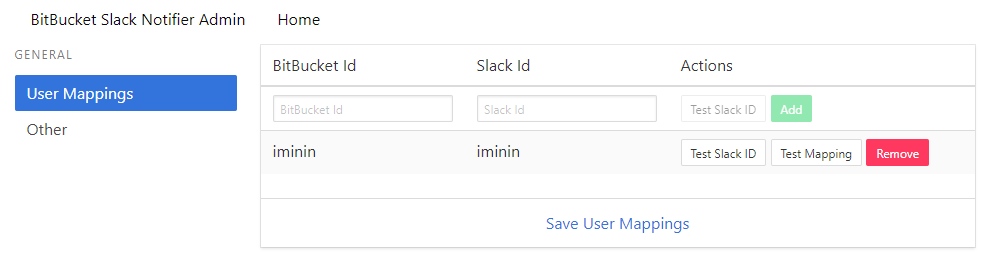 BitBucket Slack Notifier Admin Home
GENERAL
User Mappings
Other
BitBucket Id Slack Id Actions
BitBucket Id Slack Id Test Slack ID Add
iminin iminin Test Slack ID Test Mapping Remove
Save User Mappings